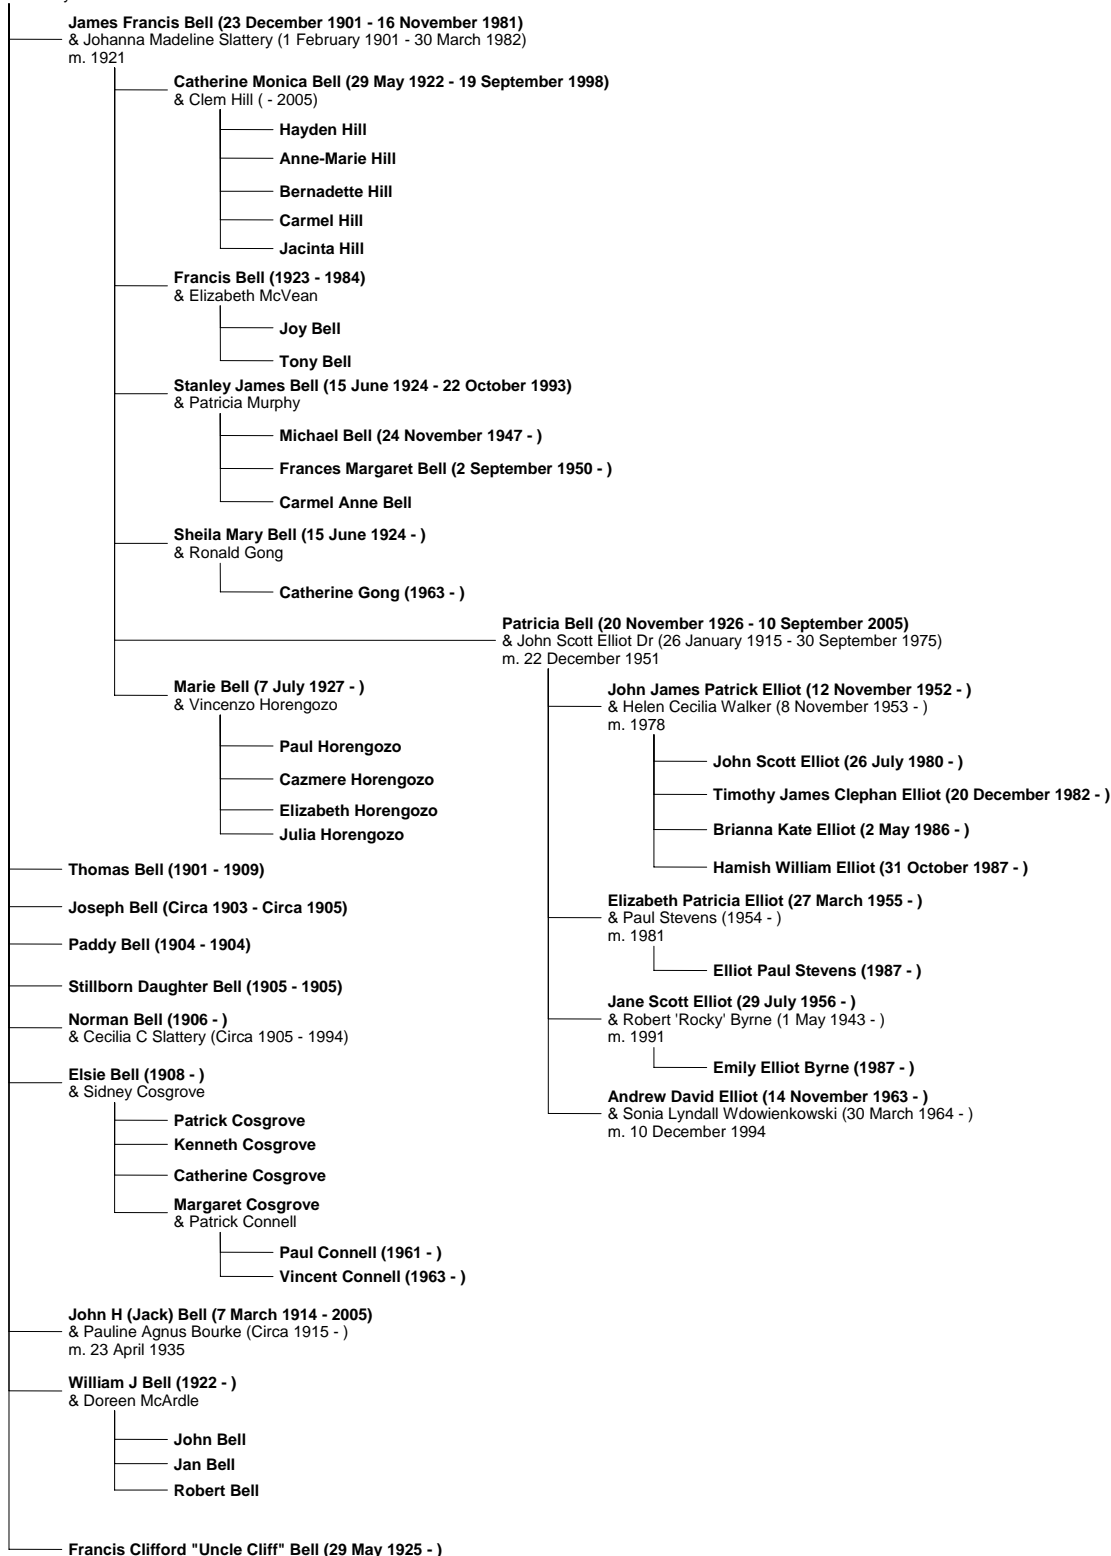 James Francis Bell (23 December 1901 - 16 November 1981)
& Johanna Madeline Slattery (1 February 1901 - 30 March 1982)
m. 1921
Catherine Monica Bell (29 May 1922 - 19 September 1998)
& Clem Hill ( - 2005)
Hayden Hill
Anne-Marie Hill
Bernadette Hill
Carmel Hill
Jacinta Hill
Francis Bell (1923 - 1984)
& Elizabeth McVean
Joy Bell
Tony Bell
Stanley James Bell (15 June 1924 - 22 October 1993)
& Patricia Murphy
Michael Bell (24 November 1947 - )
Frances Margaret Bell (2 September 1950 - )
Carmel Anne Bell
Sheila Mary Bell (15 June 1924 - )
& Ronald Gong
Catherine Gong (1963 - )
Patricia Bell (20 November 1926 - 10 September 2005)
& John Scott Elliot Dr (26 January 1915 - 30 September 1975)
m. 22 December 1951
John James Patrick Elliot (12 November 1952 - )
& Helen Cecilia Walker (8 November 1953 - )
m. 1978
John Scott Elliot (26 July 1980 - )
Timothy James Clephan Elliot (20 December 1982 - )
Brianna Kate Elliot (2 May 1986 - )
Hamish William Elliot (31 October 1987 - )
Elizabeth Patricia Elliot (27 March 1955 - )
& Paul Stevens (1954 - )
m. 1981
Elliot Paul Stevens (1987 - )
Jane Scott Elliot (29 July 1956 - )
& Robert 'Rocky' Byrne (1 May 1943 - )
m. 1991
Emily Elliot Byrne (1987 - )
Andrew David Elliot (14 November 1963 - )
& Sonia Lyndall Wdowienkowski (30 March 1964 - )
m. 10 December 1994
Marie Bell (7 July 1927 - )
& Vincenzo Horengozo
Paul Horengozo
Cazmere Horengozo
Elizabeth Horengozo
Julia Horengozo
Thomas Bell (1901 - 1909)
Joseph Bell (Circa 1903 - Circa 1905)
Paddy Bell (1904 - 1904)
Stillborn Daughter Bell (1905 - 1905)
Norman Bell (1906 - )
& Cecilia C Slattery (Circa 1905 - 1994)
Elsie Bell (1908 - )
& Sidney Cosgrove
Patrick Cosgrove
Kenneth Cosgrove
Catherine Cosgrove
Margaret Cosgrove
& Patrick Connell
Paul Connell (1961 - )
Vincent Connell (1963 - )
John H (Jack) Bell (7 March 1914 - 2005)
& Pauline Agnus Bourke (Circa 1915 - )
m. 23 April 1935
William J Bell (1922 - )
& Doreen McArdle
John Bell
Jan Bell
Robert Bell
Francis Clifford "Uncle Cliff" Bell (29 May 1925 - )